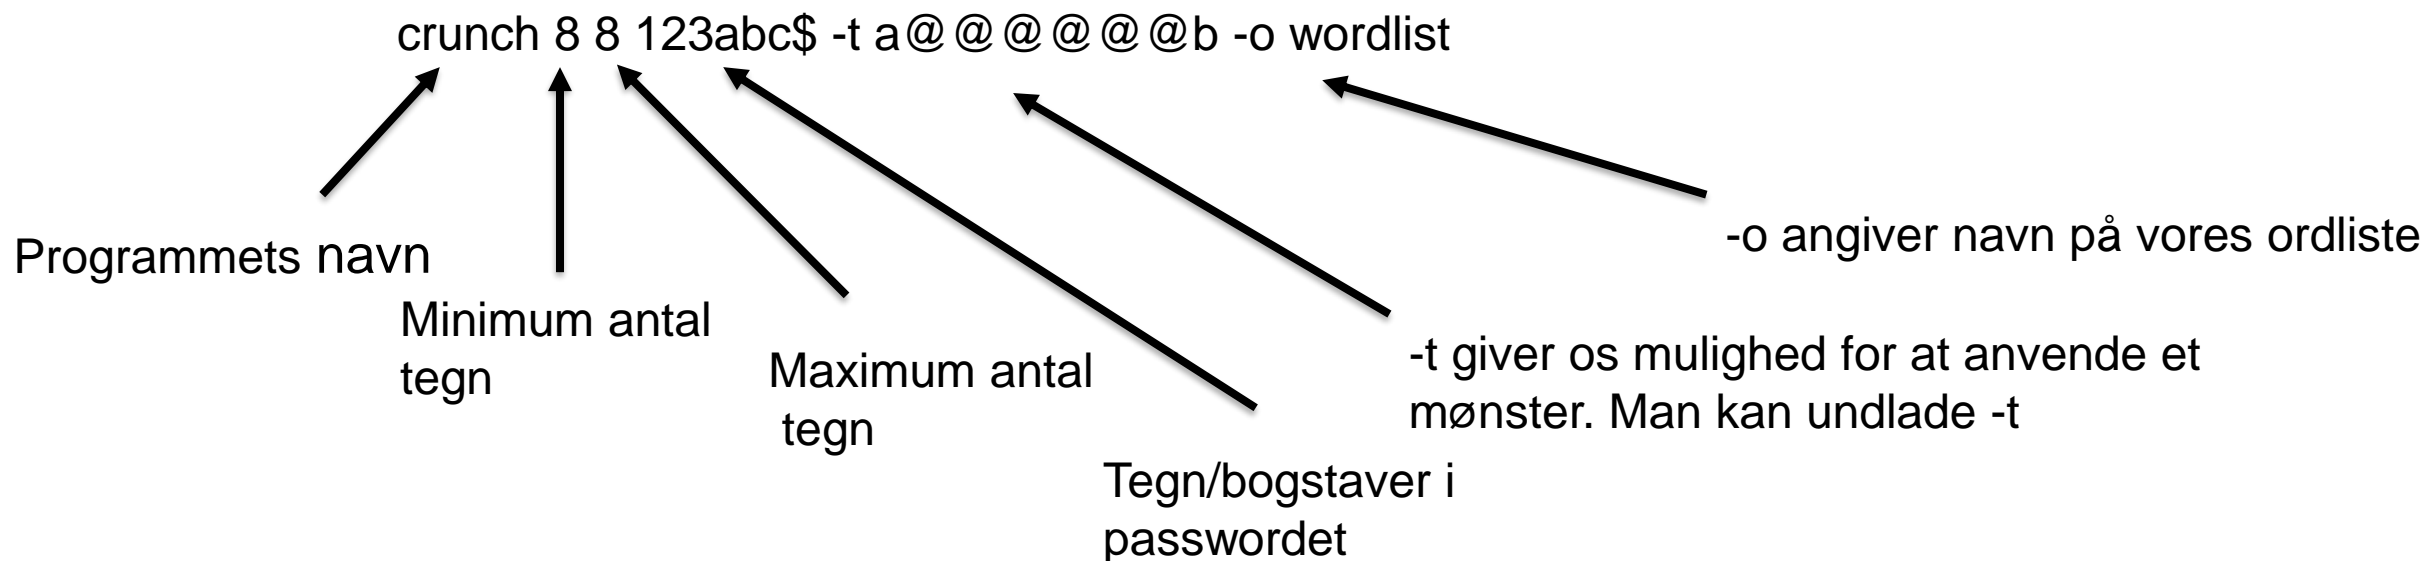 crunch 8 8 123abc$ -t a@@@@@@b -o wordlist
Programmets navn
Minimum antal
tegn
Maximum antal
tegn
Tegn/bogstaver i
passwordet
-t giver os mulighed for at anvende et
mønster. Man kan undlade -t
-o angiver navn på vores ordliste